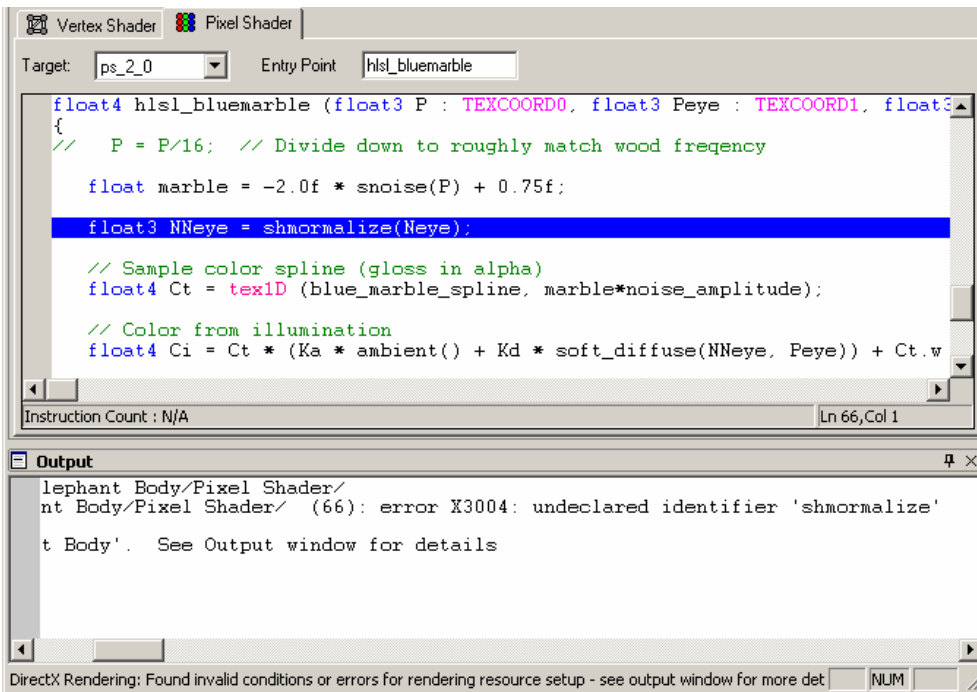 Vertex Shader Pixel Shader
Target: ps_2_0 Entry Point hlsl_bluemarble
float4 hlsl_bluemarble (float3 P : TEXCOORD0, float3 Peye : TEXCOORD1, float3
{
// P = P/16; // Divide down to roughly match wood freqency
float marble = -2.0f * snoise(P) + 0.75f;
float3 NNeye = shmormalize(Neye);
// Sample color spline (gloss in alpha)
float4 Ct = tex1D (blue_marble_spline, marble*noise_amplitude);
// Color from illumination
float4 Ci = Ct * (Ka * ambient() + Kd * soft_diffuse(NNeye, Peye)) + Ct.w
Instruction Count : N/A Ln 66,Col 1
Output
lephant Body/Pixel Shader/
nt Body/Pixel Shader/ (66): error X3004: undeclared identifier 'shmormalize'
t Body'. See Output window for details
DirectX Rendering: Found invalid conditions or errors for rendering resource setup - see output window for more det NUM